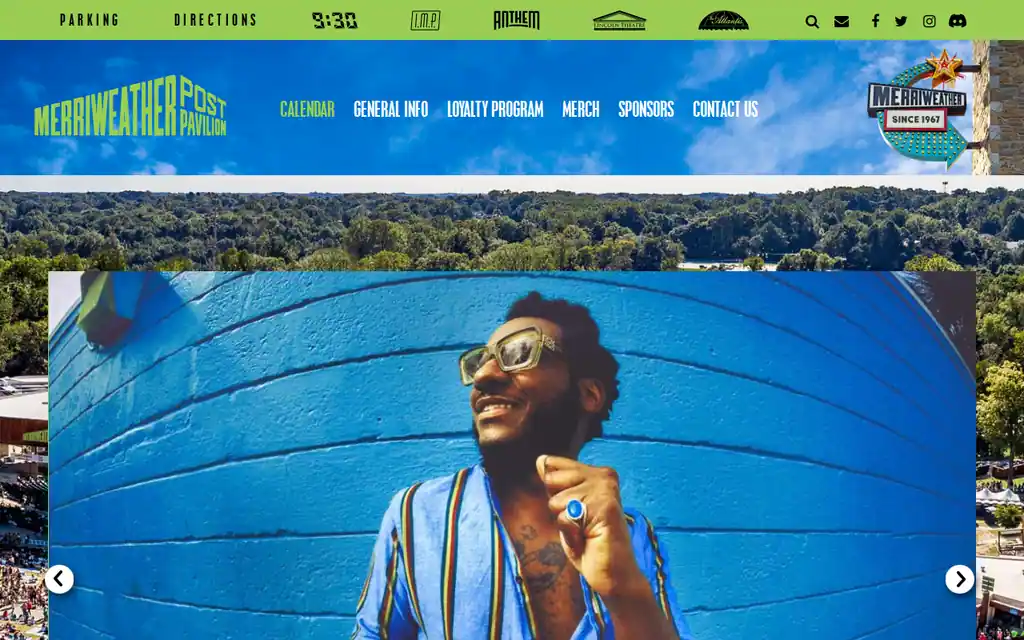 PARKING
DIRECTIONS
9:30
I.M.P.
ANTHEM
LINCOLN THEATRE
The Atlantis
MERRIWEATHER POST PAVILION
CALENDAR
GENERAL INFO
LOYALTY PROGRAM
MERCH
SPONSORS
CONTACT US
MERRIWEATHER
SINCE 1967